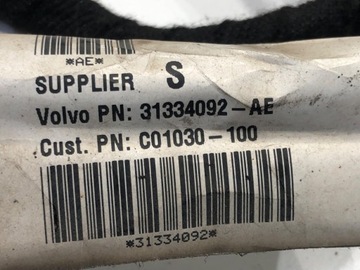 *AE*
SUPPLIER S
Volvo PN: 31334092-AE
Cust. PN: C01030-100
*31334092*